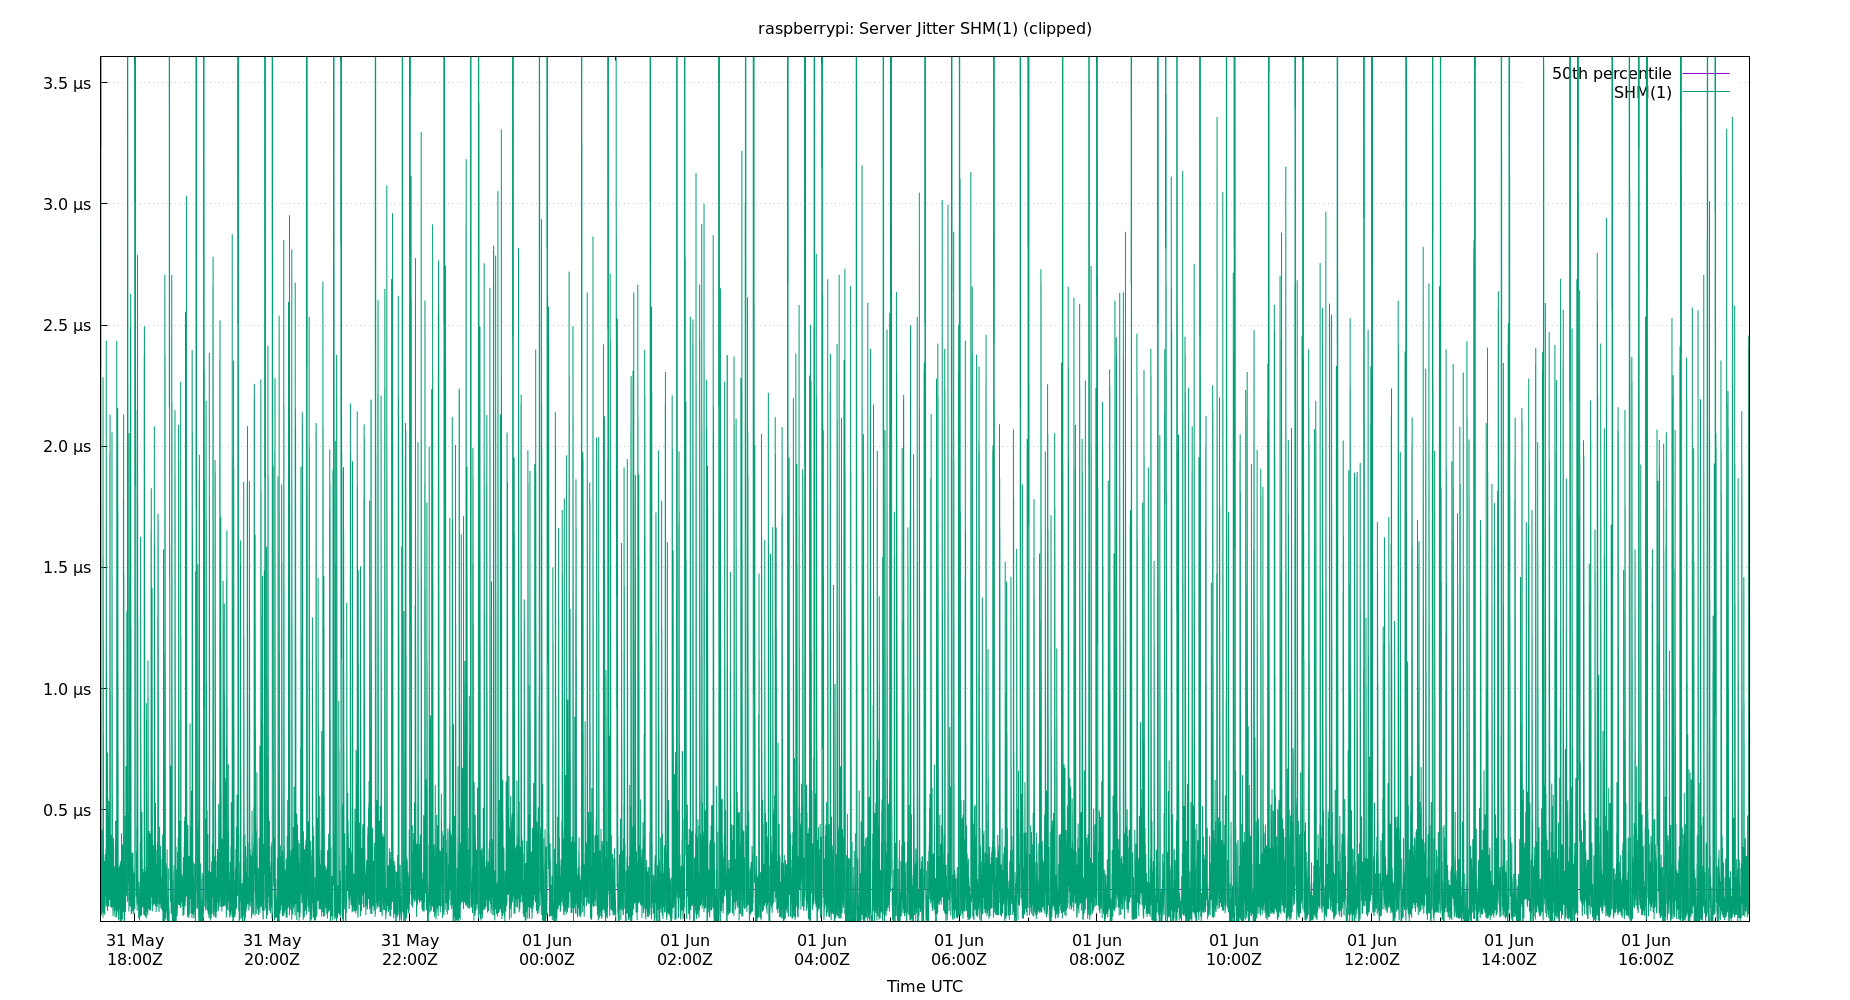 raspberrypi: Server Jitter SHM(1) (clipped)
50th percentile
SHM(1)
3.5 µs
3.0 µs
2.5 µs
2.0 µs
1.5 µs
1.0 µs
0.5 µs
31 May 31 May 31 May 01 Jun 01 Jun 01 Jun 01 Jun 01 Jun 01 Jun 01 Jun 01 Jun 01 Jun
18:00Z 20:00Z 22:00Z 00:00Z 02:00Z 04:00Z 06:00Z 08:00Z 10:00Z 12:00Z 14:00Z 16:00Z
Time UTC